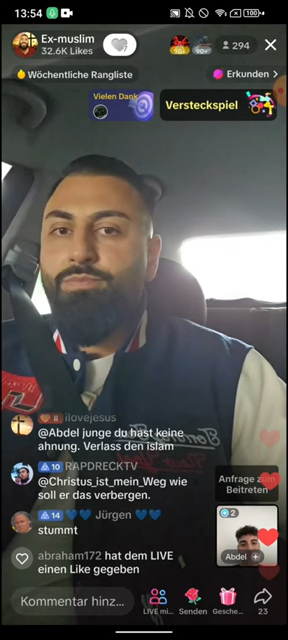 13:54
100
Ex-muslim
32.6K Likes
294
Wöchentliche Rangliste
Erkunden >
Vielen Dank
Versteckspiel
8 ilovejesus
@Abdel junge du hast keine
ahnung. Verlass den islam
10 RAPDRECKTV
@Christus_ist_mein_Weg wie
soll er das verbergen.
Anfrage zum
Beitreten
14 💙💙 Jürgen 💙💙
stummt
2
Abdel +
abraham172 hat dem LIVE
einen Like gegeben
Kommentar hinz...
LIVE mi...
Senden
Gesche...
23